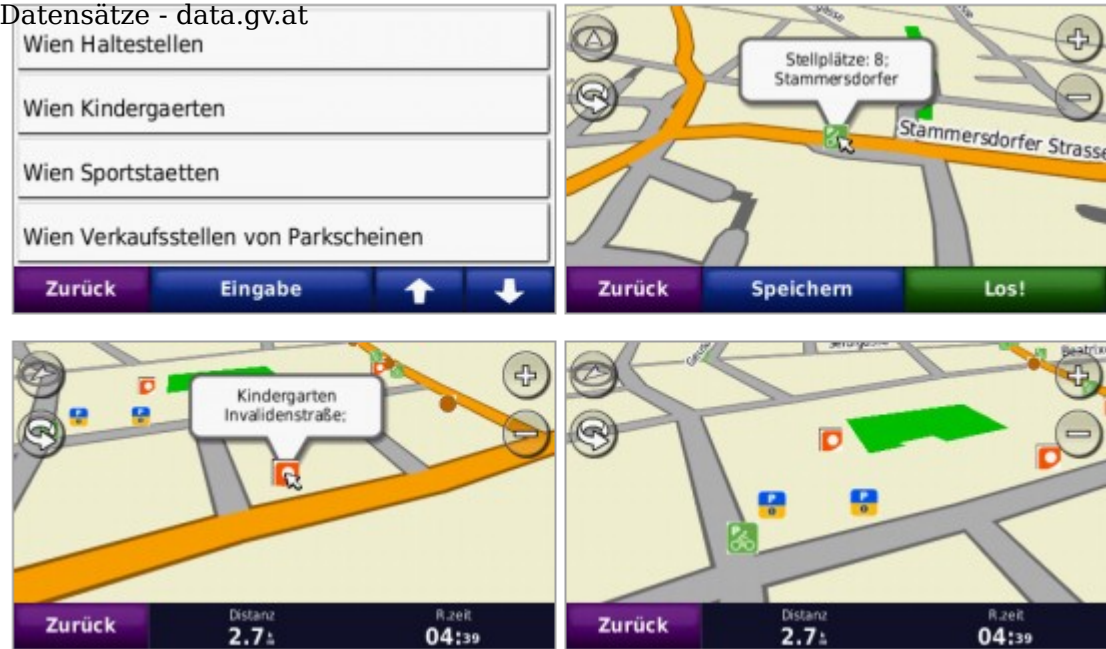 Datensätze - data.gv.at
Wien Haltestellen
Wien Kindergaerten
Wien Sportstaetten
Wien Verkaufsstellen von Parkscheinen
Zurück Eingabe
Stellplätze: 8;
Stammersdorfer
Stammersdorfer Strasse
Zurück Speichern Los!
Kindergarten
Invalidenstraße;
Distanz R.zeit
Zurück 2.7 04:39
Beatrix
P
P P
Distanz R.zeit
Zurück 2.7 04:39